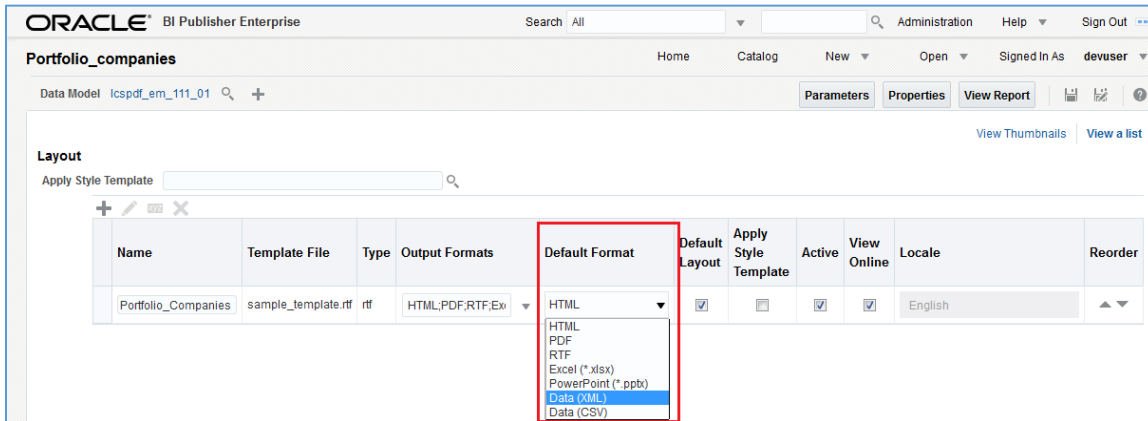 ORACLE BI Publisher Enterprise Search All Administration Help Sign Out
Portfolio_companies Home Catalog New Open Signed In As devuser
Data Model lcspdf_em_111_01 Parameters Properties View Report
View Thumbnails View a list
Layout
Apply Style Template
Name Template File Type Output Formats Default Format Default Layout Apply Style Template Active View Online Locale Reorder
Portfolio_Companies sample_template.rtf rtf HTML;PDF;RTF;Ex HTML English
HTML
PDF
RTF
Excel (*.xlsx)
PowerPoint (*.pptx)
Data (XML)
Data (CSV)